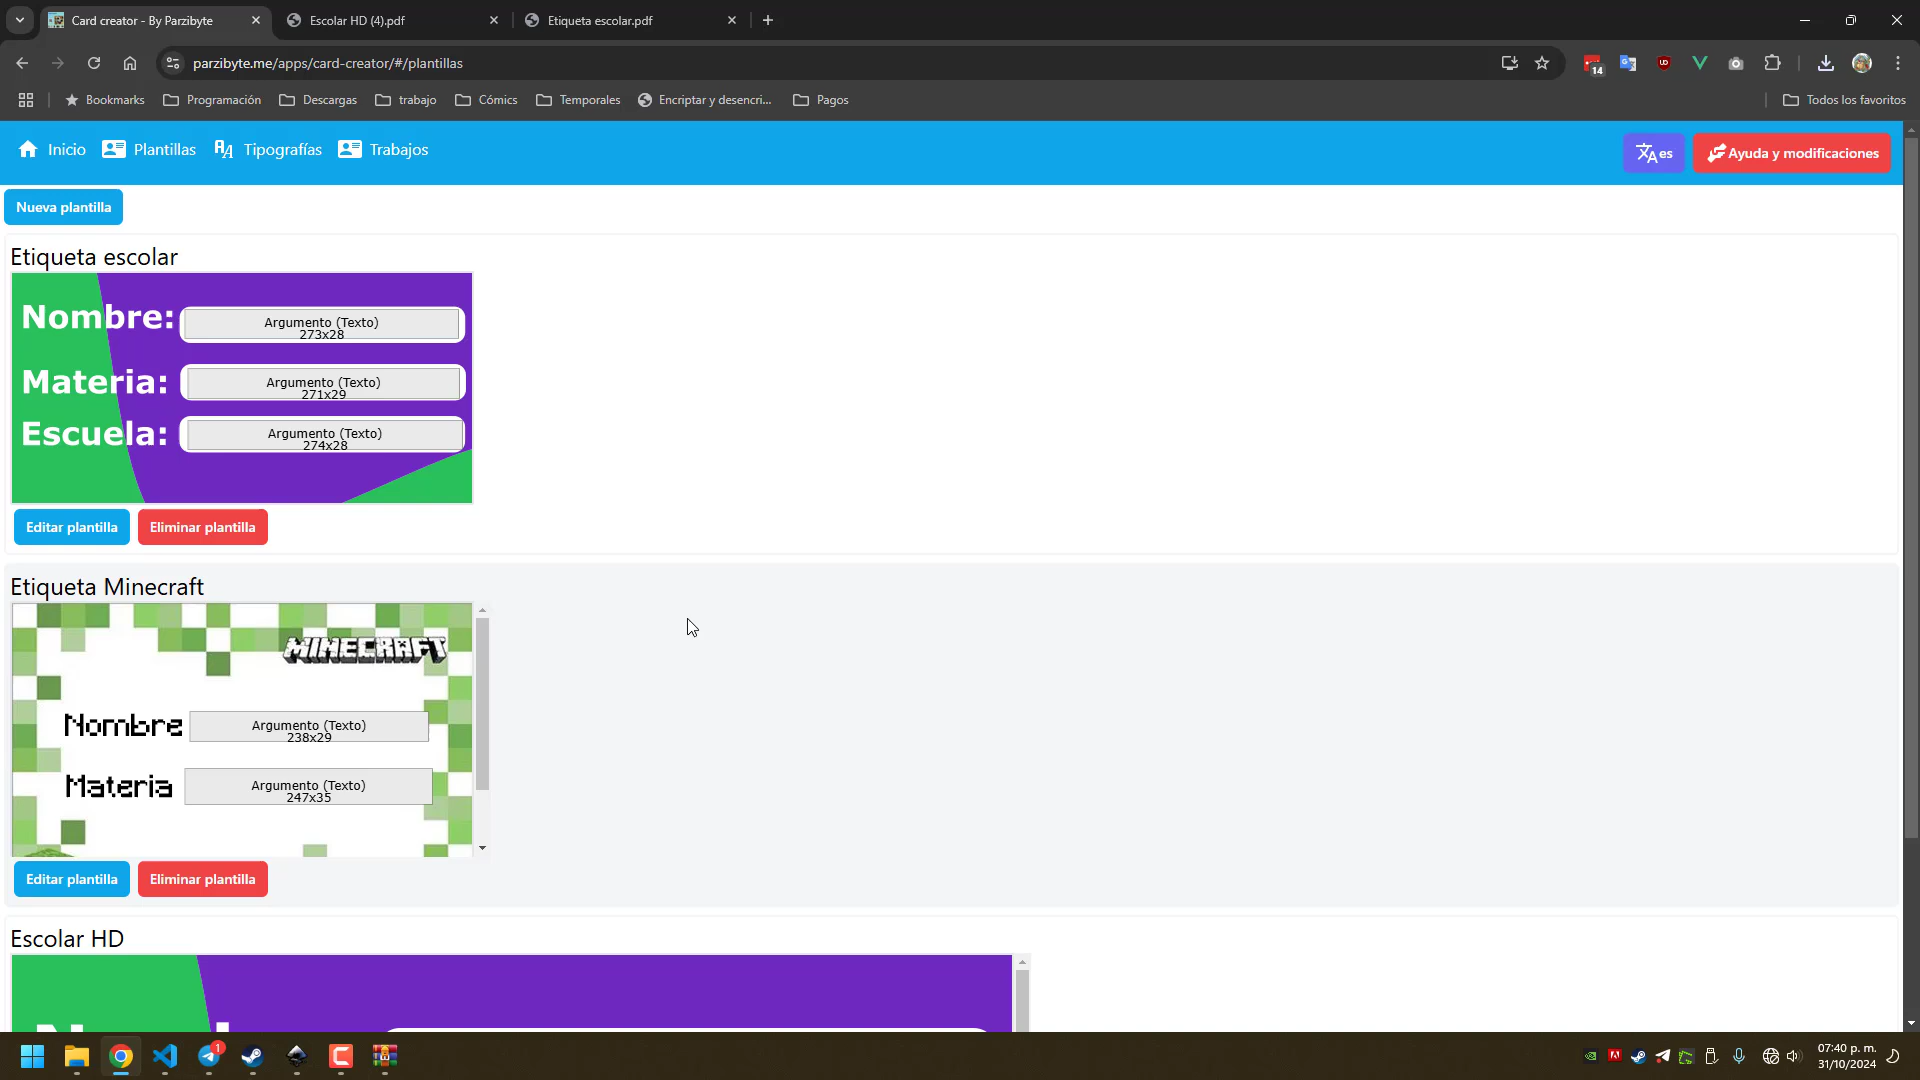 Card creator - By Parzibyte
Escolar HD (4).pdf
Etiqueta escolar.pdf
parzibyte.me/apps/card-creator/#/plantillas
14
Bookmarks
Programación
Descargas
trabajo
Cómics
Temporales
Encriptar y desencri...
Pagos
Todos los favoritos
Inicio
Plantillas
Tipografías
Trabajos
es
Ayuda y modificaciones
Nueva plantilla
Etiqueta escolar
Nombre:
Argumento (Texto)
273x28
Materia:
Argumento (Texto)
271x29
Escuela:
Argumento (Texto)
274x28
Editar plantilla
Eliminar plantilla
Etiqueta Minecraft
MINECRAFT
Nombre
Argumento (Texto)
238x29
Materia
Argumento (Texto)
247x35
Editar plantilla
Eliminar plantilla
Escolar HD
1
07:40 p. m.
31/10/2024